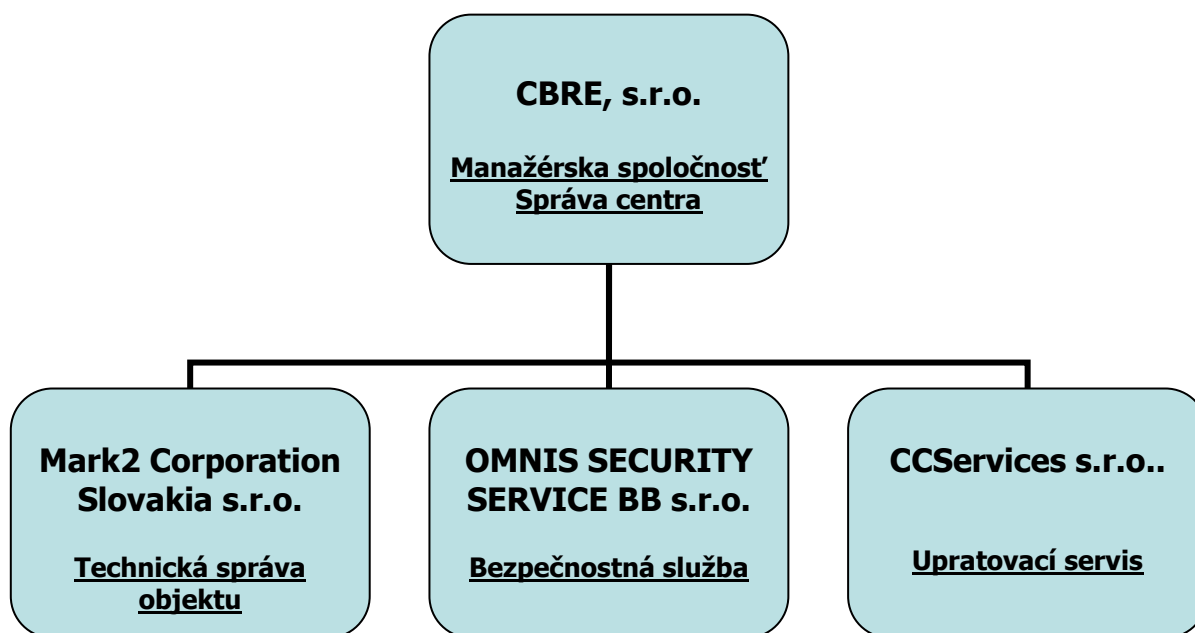 CBRE, s.r.o.
Manažérska spoločnosť
Správa centra
Mark2 Corporation
Slovakia s.r.o.
Technická správa
objektu
OMNIS SECURITY
SERVICE BB s.r.o.
Bezpečnostná služba
CCServices s.r.o..
Upratovací servis